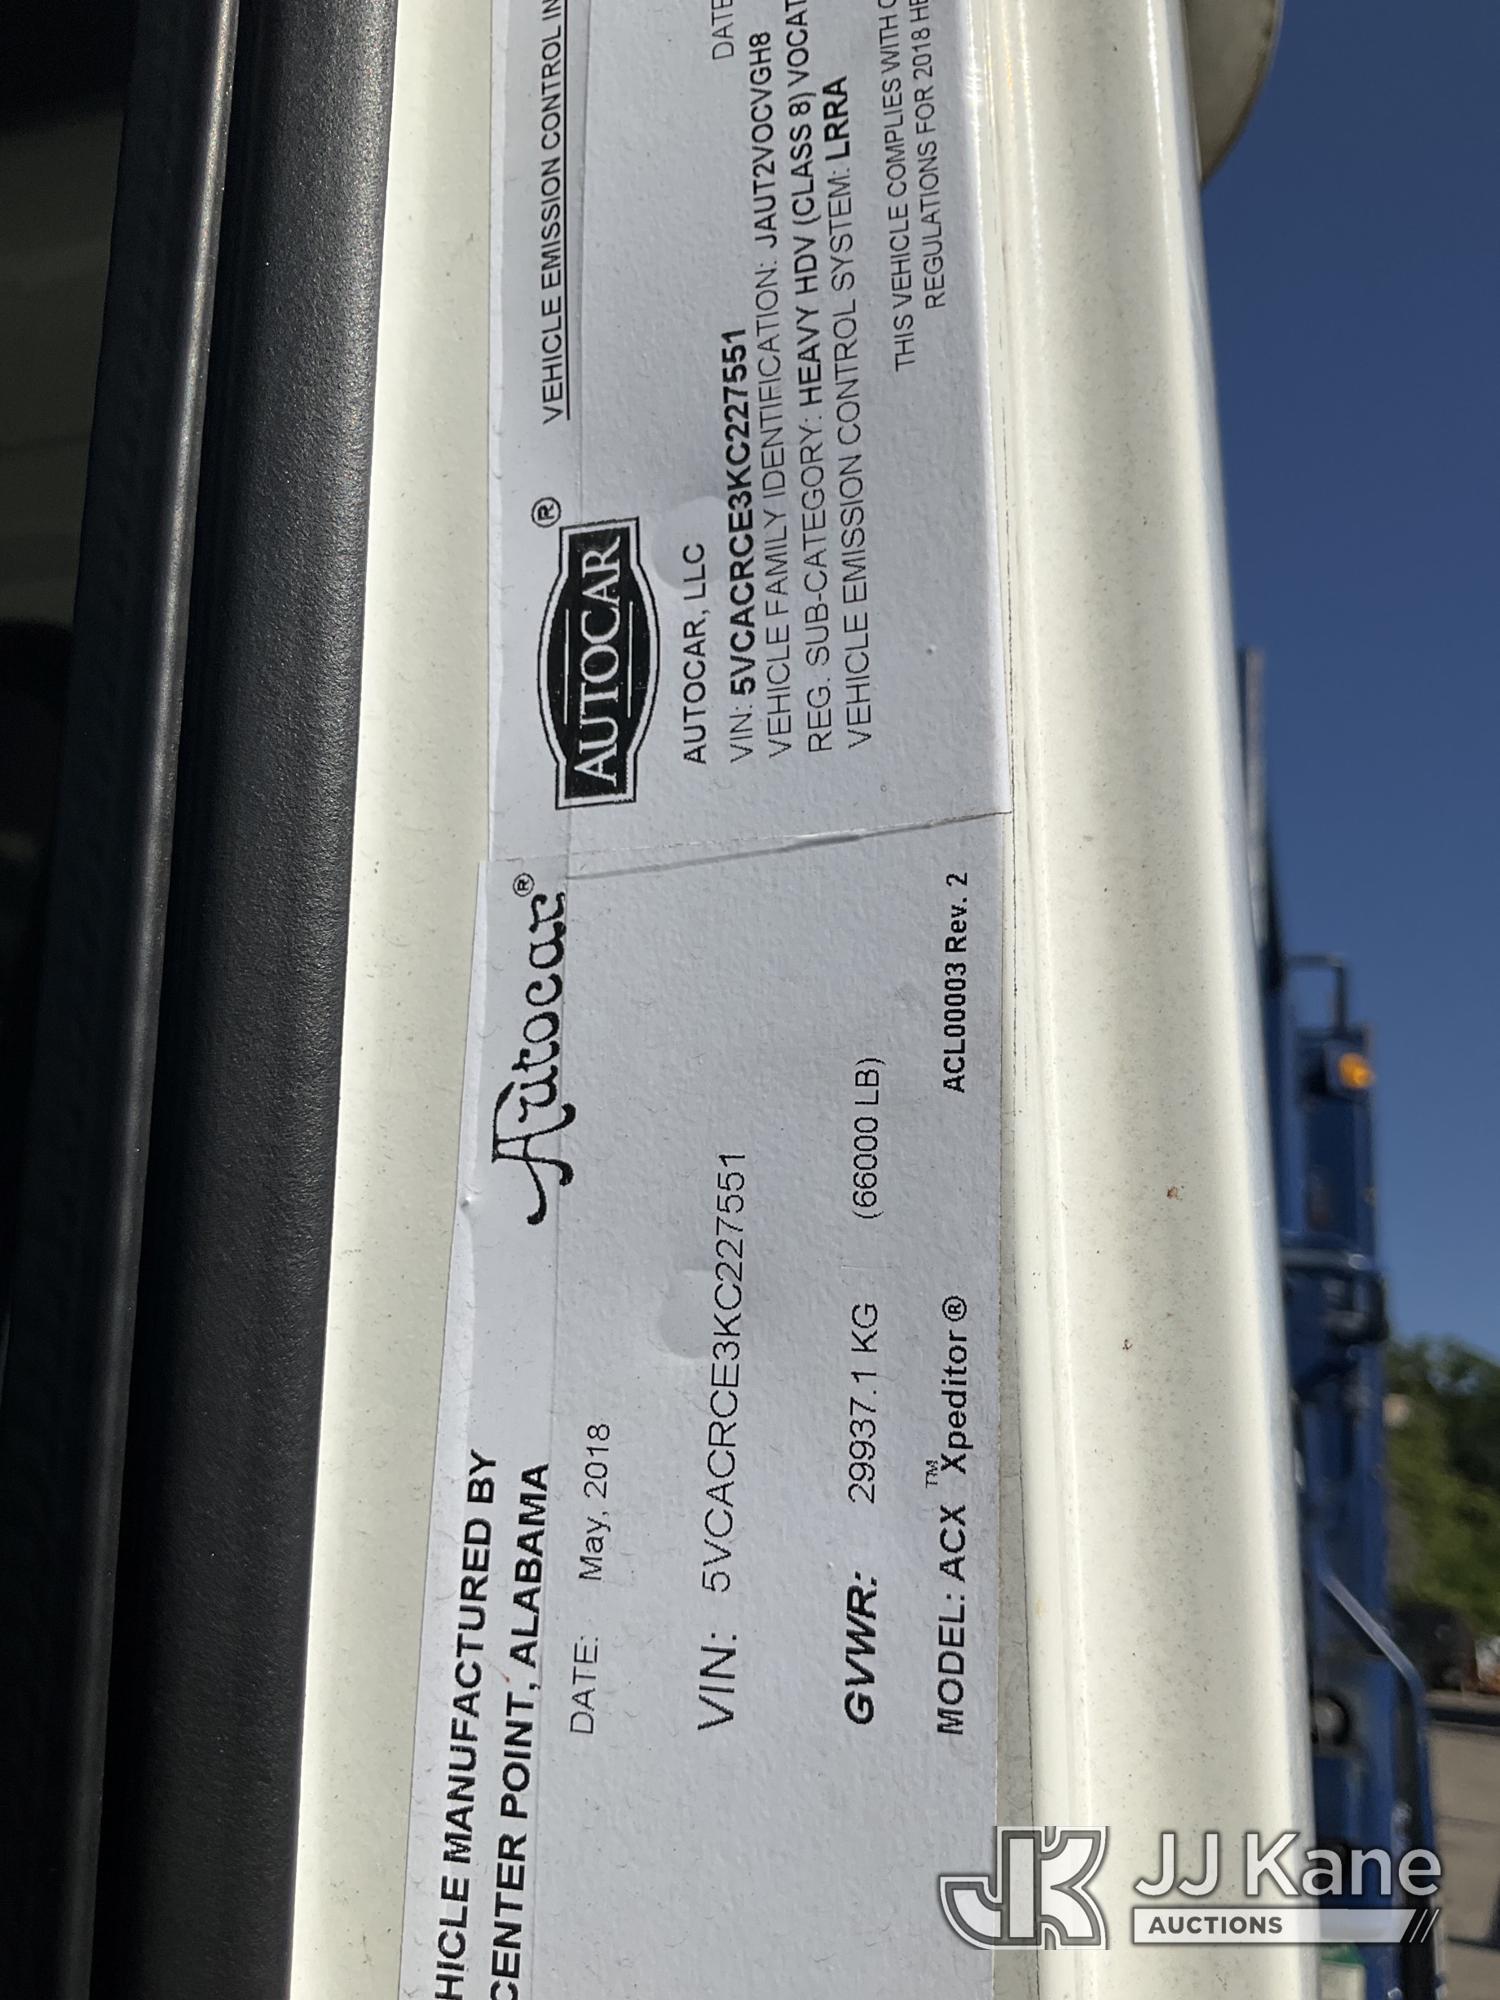 HICLE MANUFACTURED BY
CENTER POINT, ALABAMA
Autocar®
DATE: May, 2018
VIN: 5VCACRCE3KC227551
GVWR: 29937.1 KG (66000 LB)
MODEL: ACX™ Xpeditor®
ACL00003 Rev. 2
AUTOCAR®
VEHICLE EMISSION CONTROL IN
AUTOCAR, LLC
DATE
VIN: 5VCACRCE3KC227551
VEHICLE FAMILY IDENTIFICATION: JAUT2VOCVGH8
REG. SUB-CATEGORY: HEAVY HDV (CLASS 8) VOCAT
VEHICLE EMISSION CONTROL SYSTEM: LRRA
THIS VEHICLE COMPLIES WITH
REGULATIONS FOR 2018 HE
JK JJ Kane
AUCTIONS